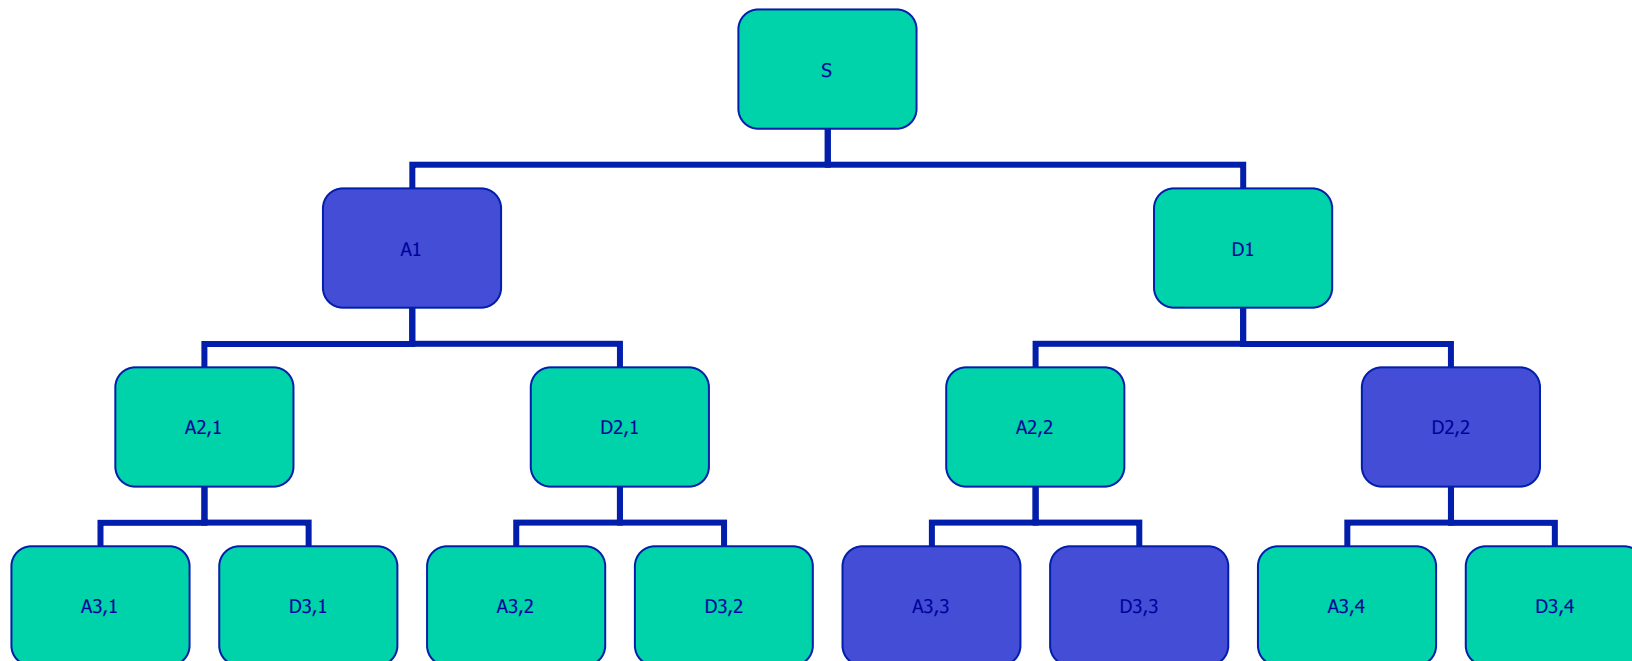 S
A1
D1
A2,1
D2,1
A2,2
D2,2
A3,1
D3,1
A3,2
D3,2
A3,3
D3,3
A3,4
D3,4